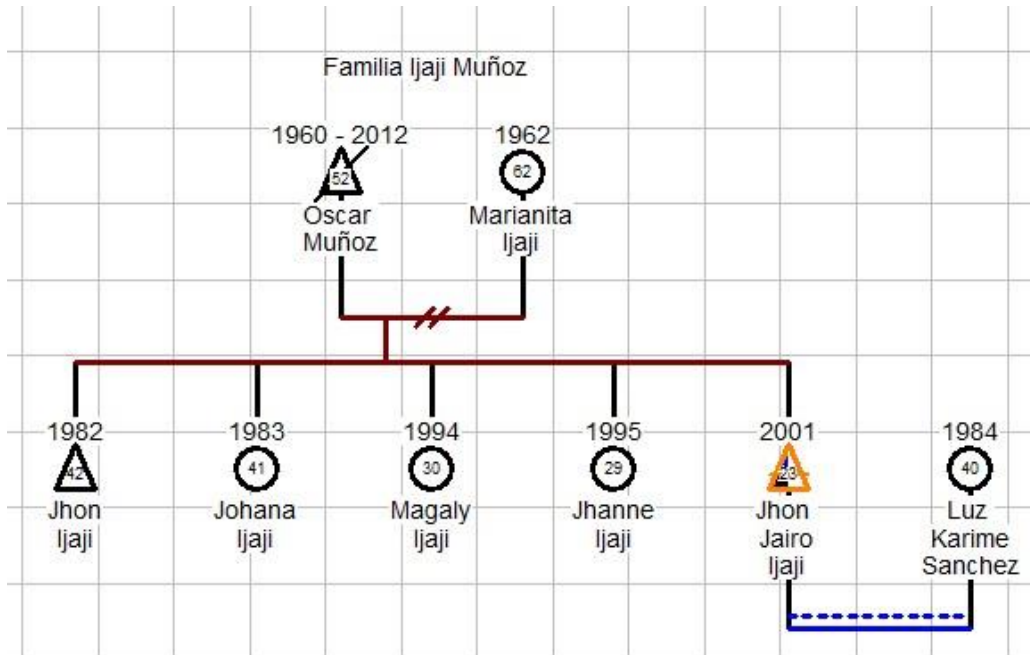 Familia Ijaji Muñoz
1960 - 2012 1962
52 62
Oscar Marianita
Muñoz Ijaji
1982 1983 1994 1995 2001 1984
42 41 30 29 23 40
Jhon Johana Magaly Jhanne Jhon Luz
Ijaji Ijaji Ijaji Ijaji Jairo Karime
Ijaji Sanchez